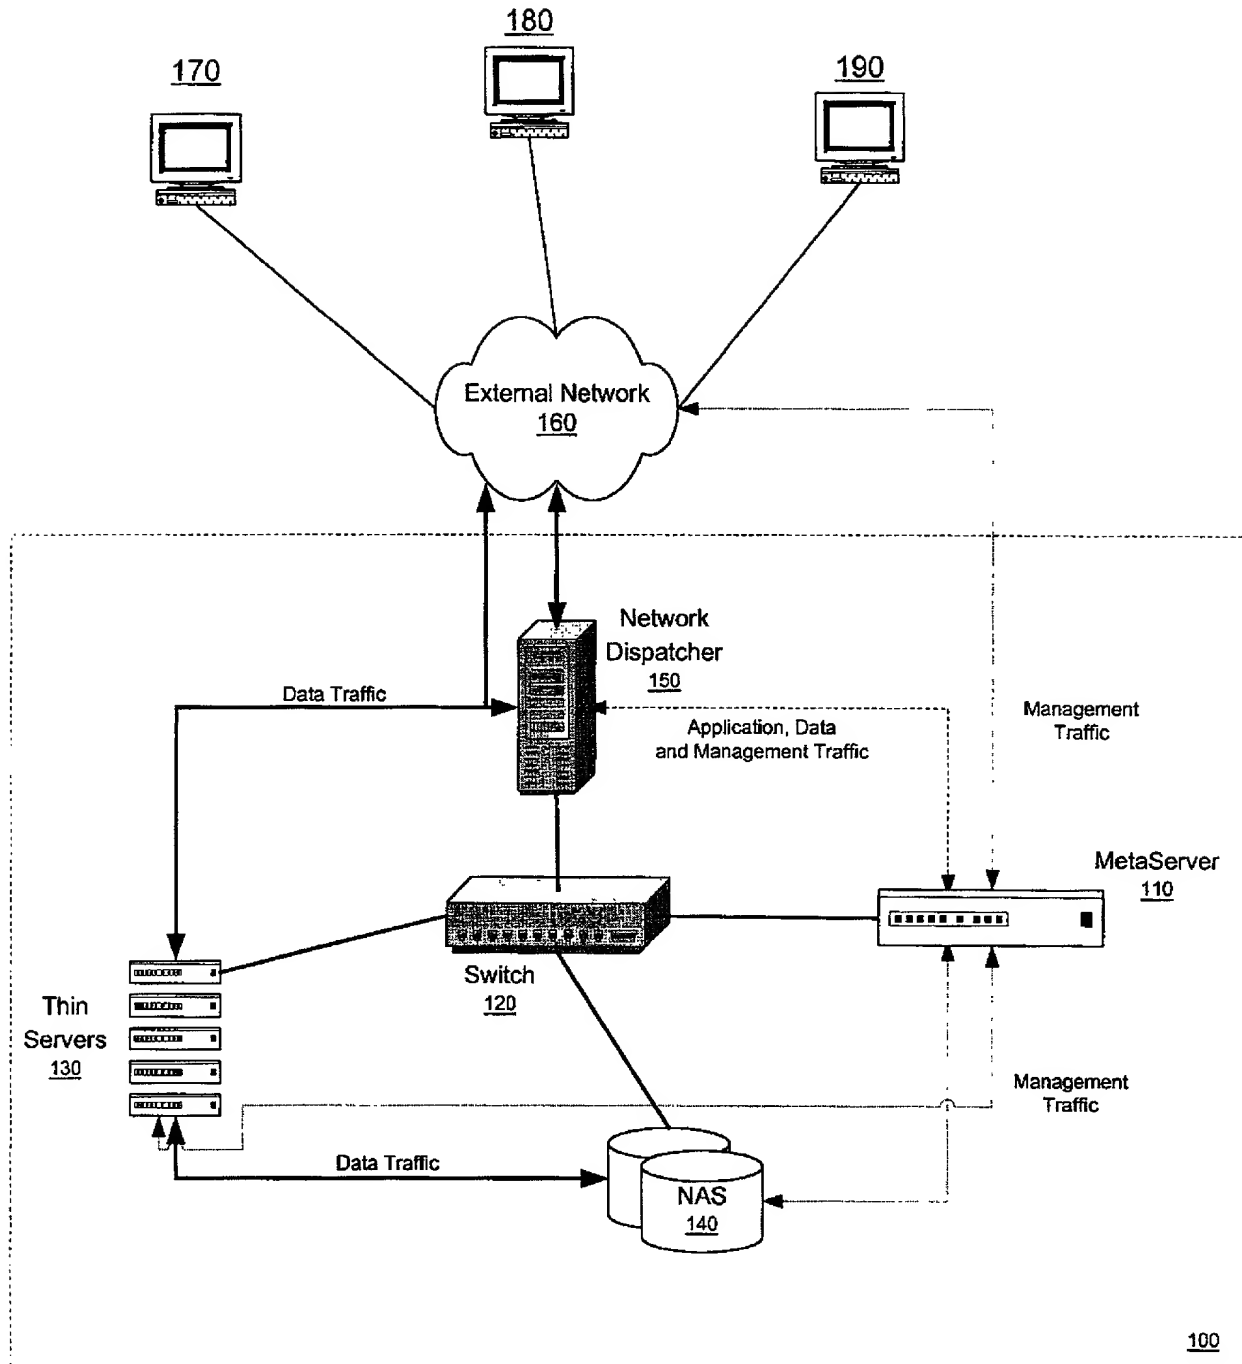 180
170
190
External Network
160
Network
Dispatcher
150
Data Traffic
Application, Data
and Management Traffic
Management
Traffic
MetaServer
110
Switch
120
Thin
Servers
130
Management
Traffic
Data Traffic
NAS
140
100